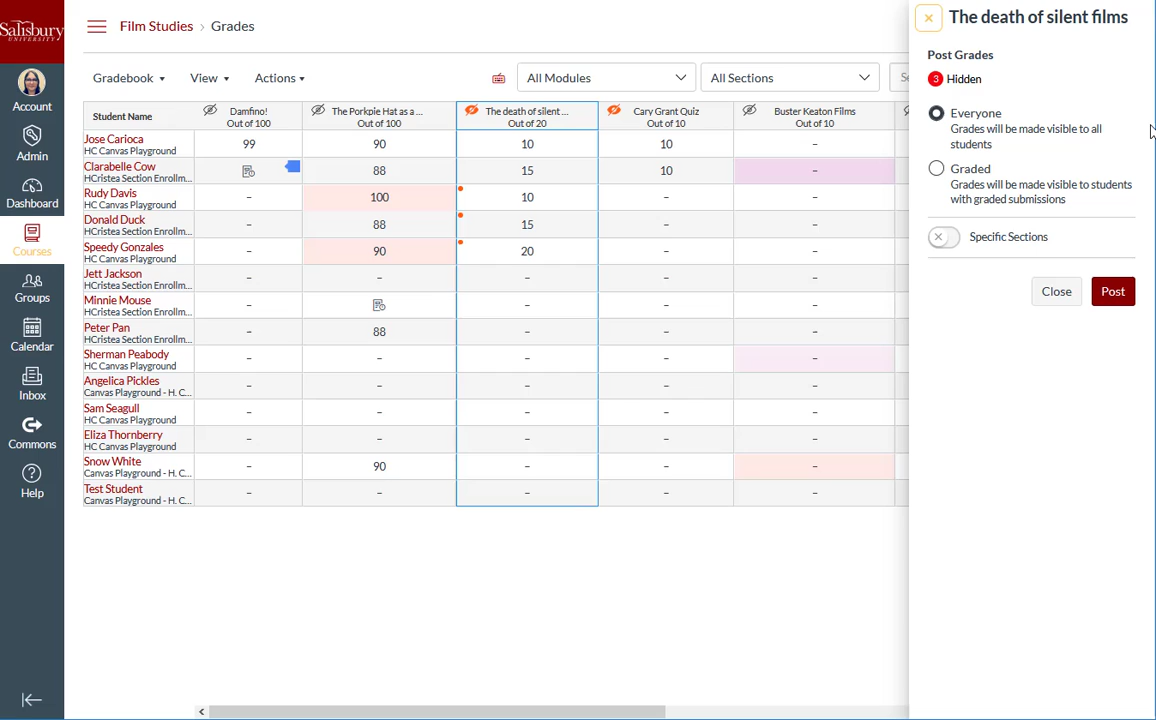 Salisbury
UNIVERSITY
Account
Admin
Dashboard
Courses
Groups
Calendar
Inbox
Commons
Help
Film Studies › Grades
Gradebook View Actions
All Modules All Sections Se
Student Name
Damfino!
Out of 100
The Porkpie Hat as a ...
Out of 100
The death of silent ...
Out of 20
Cary Grant Quiz
Out of 10
Buster Keaton Films
Out of 10
Jose Carioca 99 90 10 10 –
HC Canvas Playground
Clarabelle Cow 88 15 10 –
HCristea Section Enrollm...
Rudy Davis – 100 10 – –
HC Canvas Playground
Donald Duck – 88 15 – –
HCristea Section Enrollm...
Speedy Gonzales – 90 20 – –
HC Canvas Playground
Jett Jackson – – – – –
HCristea Section Enrollm...
Minnie Mouse – – – –
HCristea Section Enrollm...
Peter Pan – 88 – – –
HCristea Section Enrollm...
Sherman Peabody – – – – –
HC Canvas Playground
Angelica Pickles – – – – –
Canvas Playground - H. C...
Sam Seagull – – – – –
HC Canvas Playground
Eliza Thornberry – – – – –
HC Canvas Playground
Snow White – 90 – – –
Canvas Playground - H. C...
Test Student – – – – –
Canvas Playground - H. C...
The death of silent films
Post Grades
3 Hidden
Everyone
Grades will be made visible to all
students
Graded
Grades will be made visible to students
with graded submissions
Specific Sections
Close Post